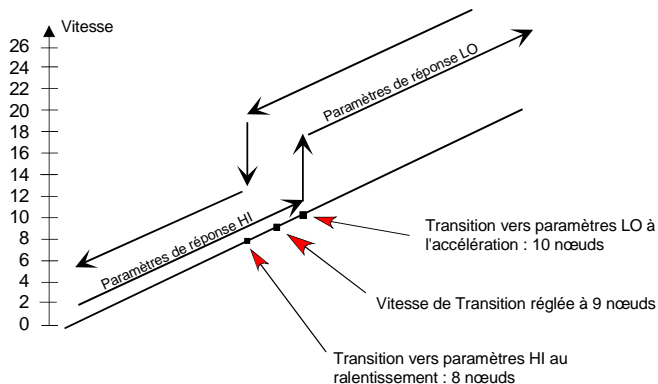 Vitesse
26
24
22
20
18
16
14
12
10
8
6
4
2
0
Paramètres de réponse LO
Paramètres de réponse HI
Transition vers paramètres LO à
l'accélération : 10 nœuds
Vitesse de Transition réglée à 9 nœuds
Transition vers paramètres HI au
ralentissement : 8 nœuds